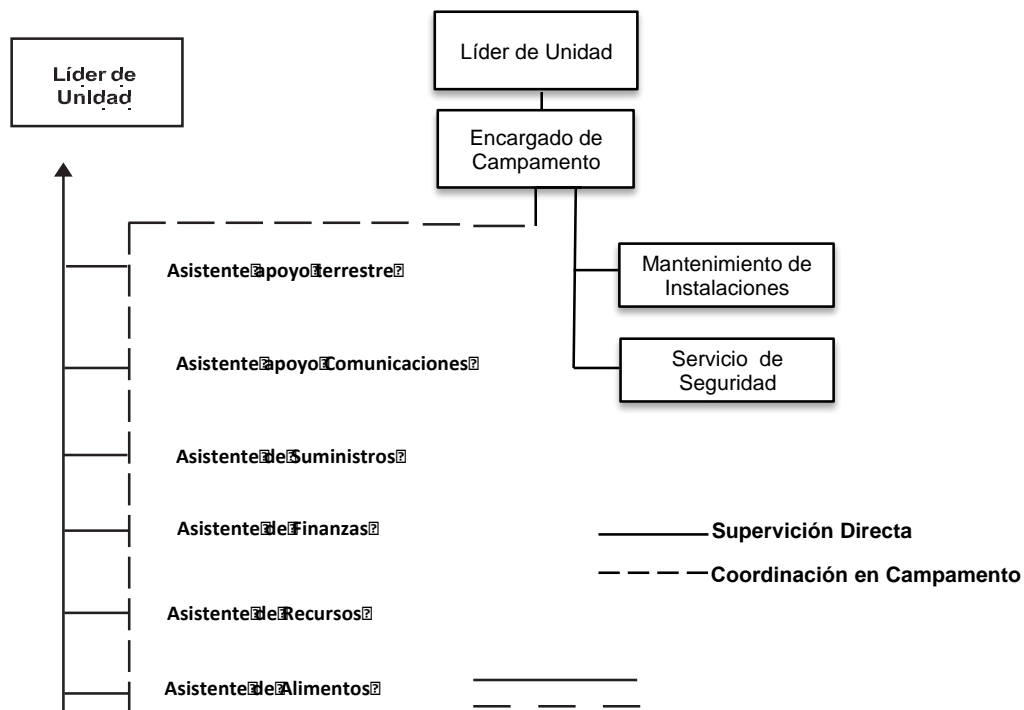 Líder de
Unidad
Líder de Unidad
Encargado de
Campamento
Asistente apoyo terrestre
Mantenimiento de
Instalaciones
Asistente apoyo Comunicaciones
Servicio de
Seguridad
Asistente de Suministros
Asistente de Finanzas
Supervición Directa
Coordinación en Campamento
Asistente de Recursos
Asistente de Alimentos